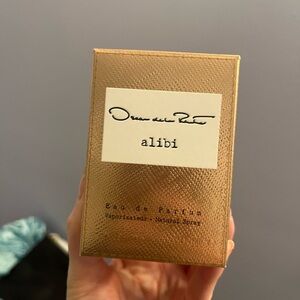 Oscar de la Renta
alibi
Eau de Parfum
Vaporisateur • Natural Spray